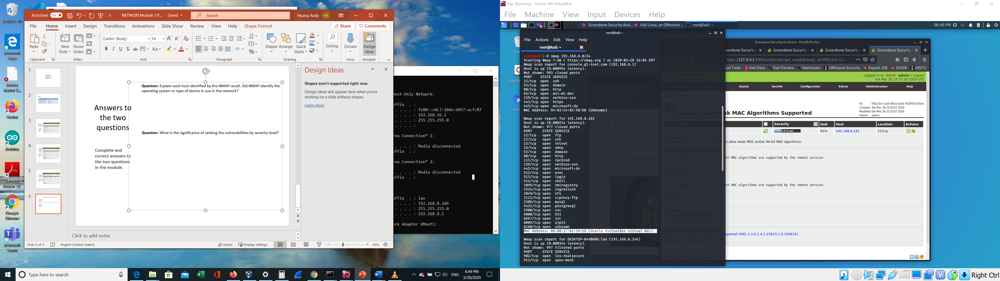 Recycle Bin
Microsoft Edge
Adobe Master C...
Firefox
Arduino
Acrobat Reader DC
Google Chrome
Microsoft Teams
AutoSave On
NETW200 Module 3 P... - Saved
Search
Huang Andy HA
File Home Insert Design Transitions Animations Slide Show Review View Help Shape Format Share Comments
Calibri (Body) 14
Paste New Slide Reuse Slides Shapes Arrange Quick Styles Editing Dictate Design Ideas
Clipboard Slides Font Paragraph Drawing Voice Designer
1
2
3
4
5
6
Answers to
the two
questions
Complete and
correct answers to
the two questions
in the module.
Question: Explain each host identified by the NMAP result. Did NMAP identify the
operating system or type of device in use in the network?
Question: What is the significance of ranking the vulnerabilities by severity level?
Click to add notes
Slide 6 of 6 English (United States) Notes Display Settings 69%
Design Ideas
Shapes aren't supported right now.
Design Ideas will appear here when you're
working on a slide without shapes.
Learn more
Host-Only Network:
uffix . :
. . . . : fe80::c0c7:10de:6857:acfc%7
. . . . : 192.168.56.1
. . . . : 255.255.255.0
. . . . :
rea Connection* 1:
. . . . : Media disconnected
uffix . :
rea Connection* 2:
. . . . : Media disconnected
uffix . :
uffix . : lan
. . . . : 192.168.8.246
. . . . : 255.255.255.0
. . . . : 192.168.8.1
ork Adapter VMnet1:
Type here to search
ENG
6:49 PM
3/28/2020
Kali [Running] - Oracle VM VirtualBox
File Machine View Input Devices Help
Greenbone Security Assi... Kali Linux, an Offensive ... root@kali: ~
06:49 PM
root@kali: ~
File Actions Edit View Help
root@kali: ~
root@kali:~# nmap 192.168.8.0/24
Starting Nmap 7.80 ( https://nmap.org ) at 2020-03-28 16:04 EDT
Nmap scan report for console.gl-inet.com (192.168.8.1)
Host is up (0.00099s latency).
Not shown: 993 closed ports
PORT STATE SERVICE
22/tcp open ssh
53/tcp open domain
80/tcp open http
83/tcp open mit-ml-dev
139/tcp open netbios-ssn
443/tcp open https
445/tcp open microsoft-ds
MAC Address: 94:83:C4:02:50:D8 (Unknown)
Nmap scan report for 192.168.8.161
Host is up (0.00021s latency).
Not shown: 977 closed ports
PORT STATE SERVICE
21/tcp open ftp
22/tcp open ssh
23/tcp open telnet
25/tcp open smtp
53/tcp open domain
80/tcp open http
111/tcp open rpcbind
139/tcp open netbios-ssn
445/tcp open microsoft-ds
512/tcp open exec
513/tcp open login
514/tcp open shell
1099/tcp open rmiregistry
1524/tcp open ingreslock
2049/tcp open nfs
2121/tcp open ccproxy-ftp
3306/tcp open mysql
5432/tcp open postgresql
5900/tcp open vnc
6000/tcp open X11
6667/tcp open irc
8009/tcp open ajp13
8180/tcp open unknown
MAC Address: 08:00:27:81:39:E8 (Oracle VirtualBox virtual NIC)
Nmap scan report for DESKTOP-04VBG8H.lan (192.168.8.246)
Host is up (0.00034s latency).
Not shown: 997 filtered ports
PORT STATE SERVICE
902/tcp open iss-realsecure
912/tcp open apex-mesh
Greenbone Security Assistant - Mozilla Firefox
eenbone Security Greenbone Security Greenbone Security Greenbone Security
https://127.0.0.1:9392/omp?cmd=get_result&result_id=f9f2c5cf-ca20
Kali Tools Kali Docs Kali Forums NetHunter Offensive Security Exploit-DB GHDB MSFU
Logged in as Admin admin | Logout
Sat Mar 28 22:37:16 2020 UTC
Assets SecInfo Configuration Extras Administration Help
ID: f9f2c5cf-ca20-40cb-aad1-452f937e35e0
Created: Sat Mar 28 22:10:57 2020
Modified: Sat Mar 28 22:10:57 2020
Owner: admin
Result: SSH Weak MAC Algorithms Supported
Severity QoD Host Location Actions
2.6 (Low) 95% 192.168.8.161 22/tcp
to allow weak MD5 and/or 96-bit MAC algorithms.
Vulnerability Detection Result
ver MAC algorithms are supported by the remote service:
client MAC algorithms are supported by the remote service:
Solution
Vulnerability Detection Method
pported (OID: 1.3.6.1.4.1.25623.1.0.105610)
User Tags (none)
Right Ctrl